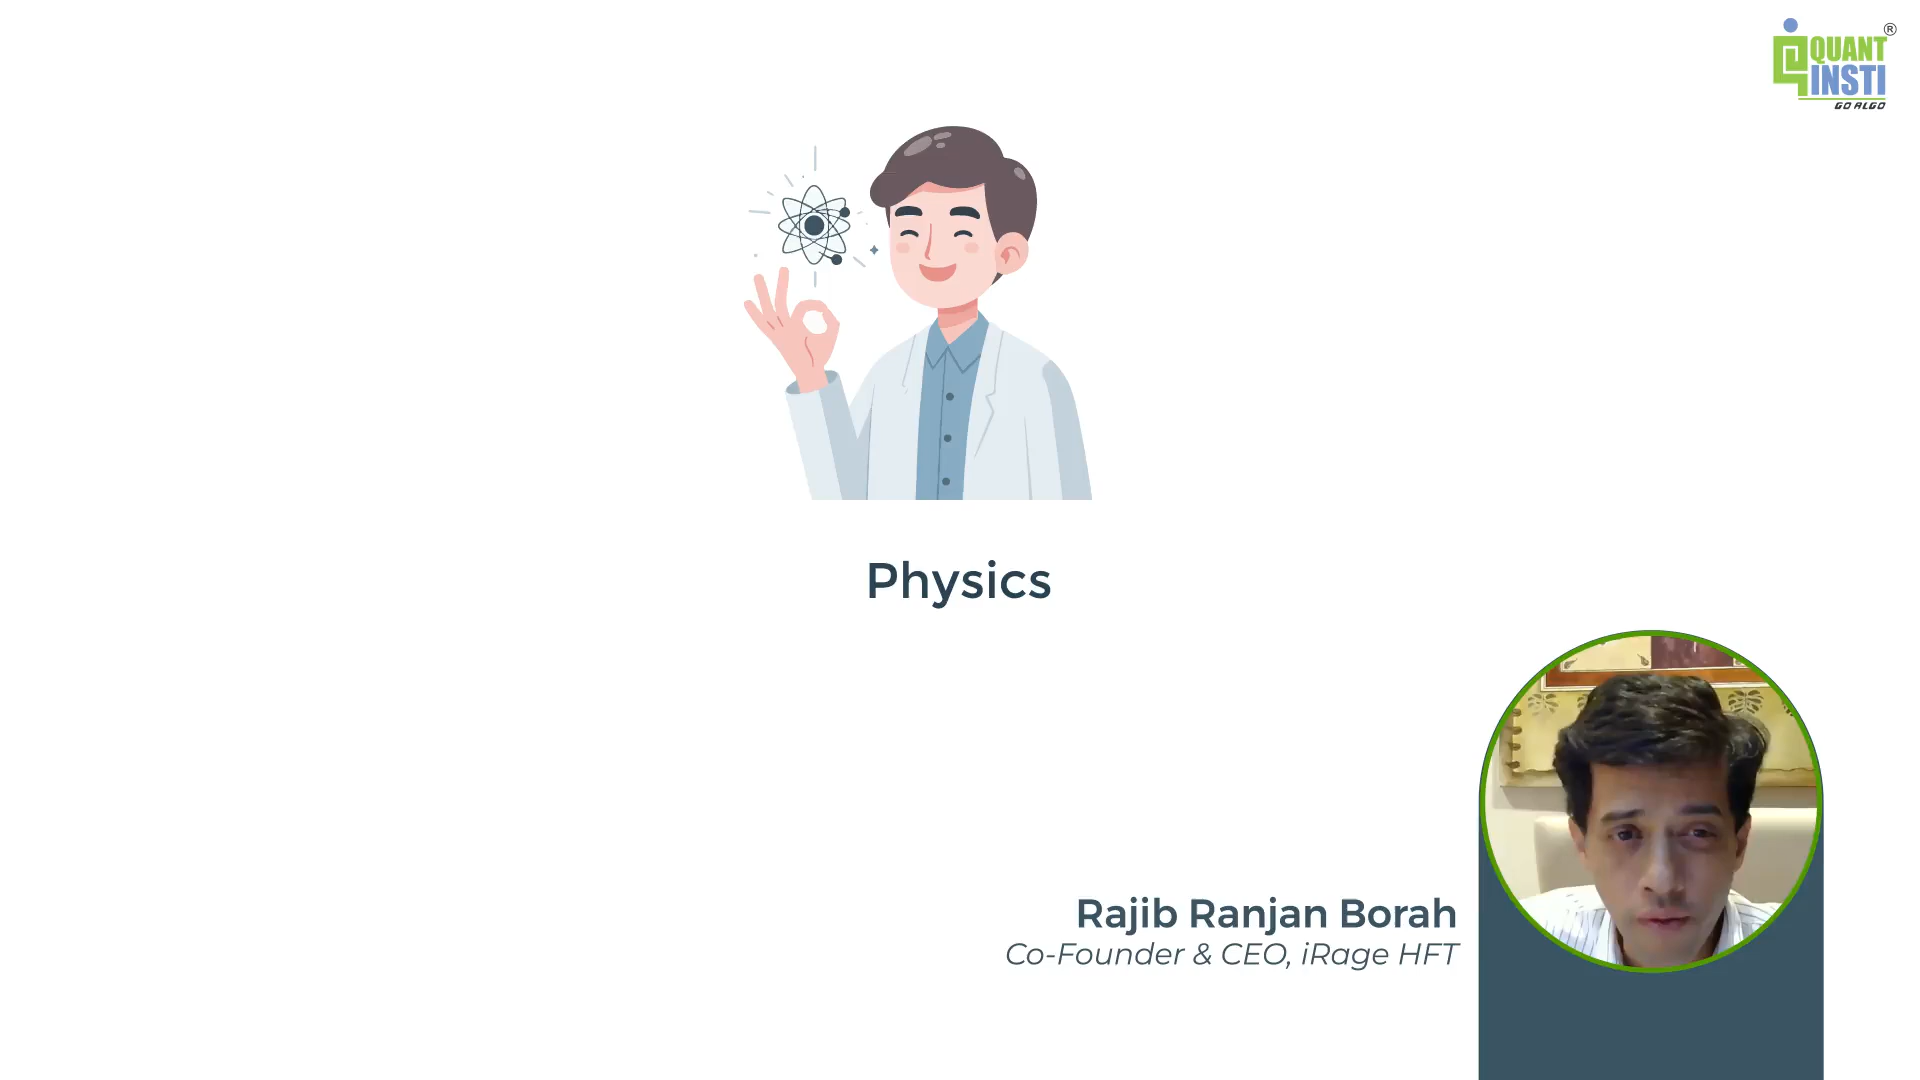 QUANT
INSTI
®
GO ALGO
Physics
Rajib Ranjan Borah
Co-Founder & CEO, iRage HFT